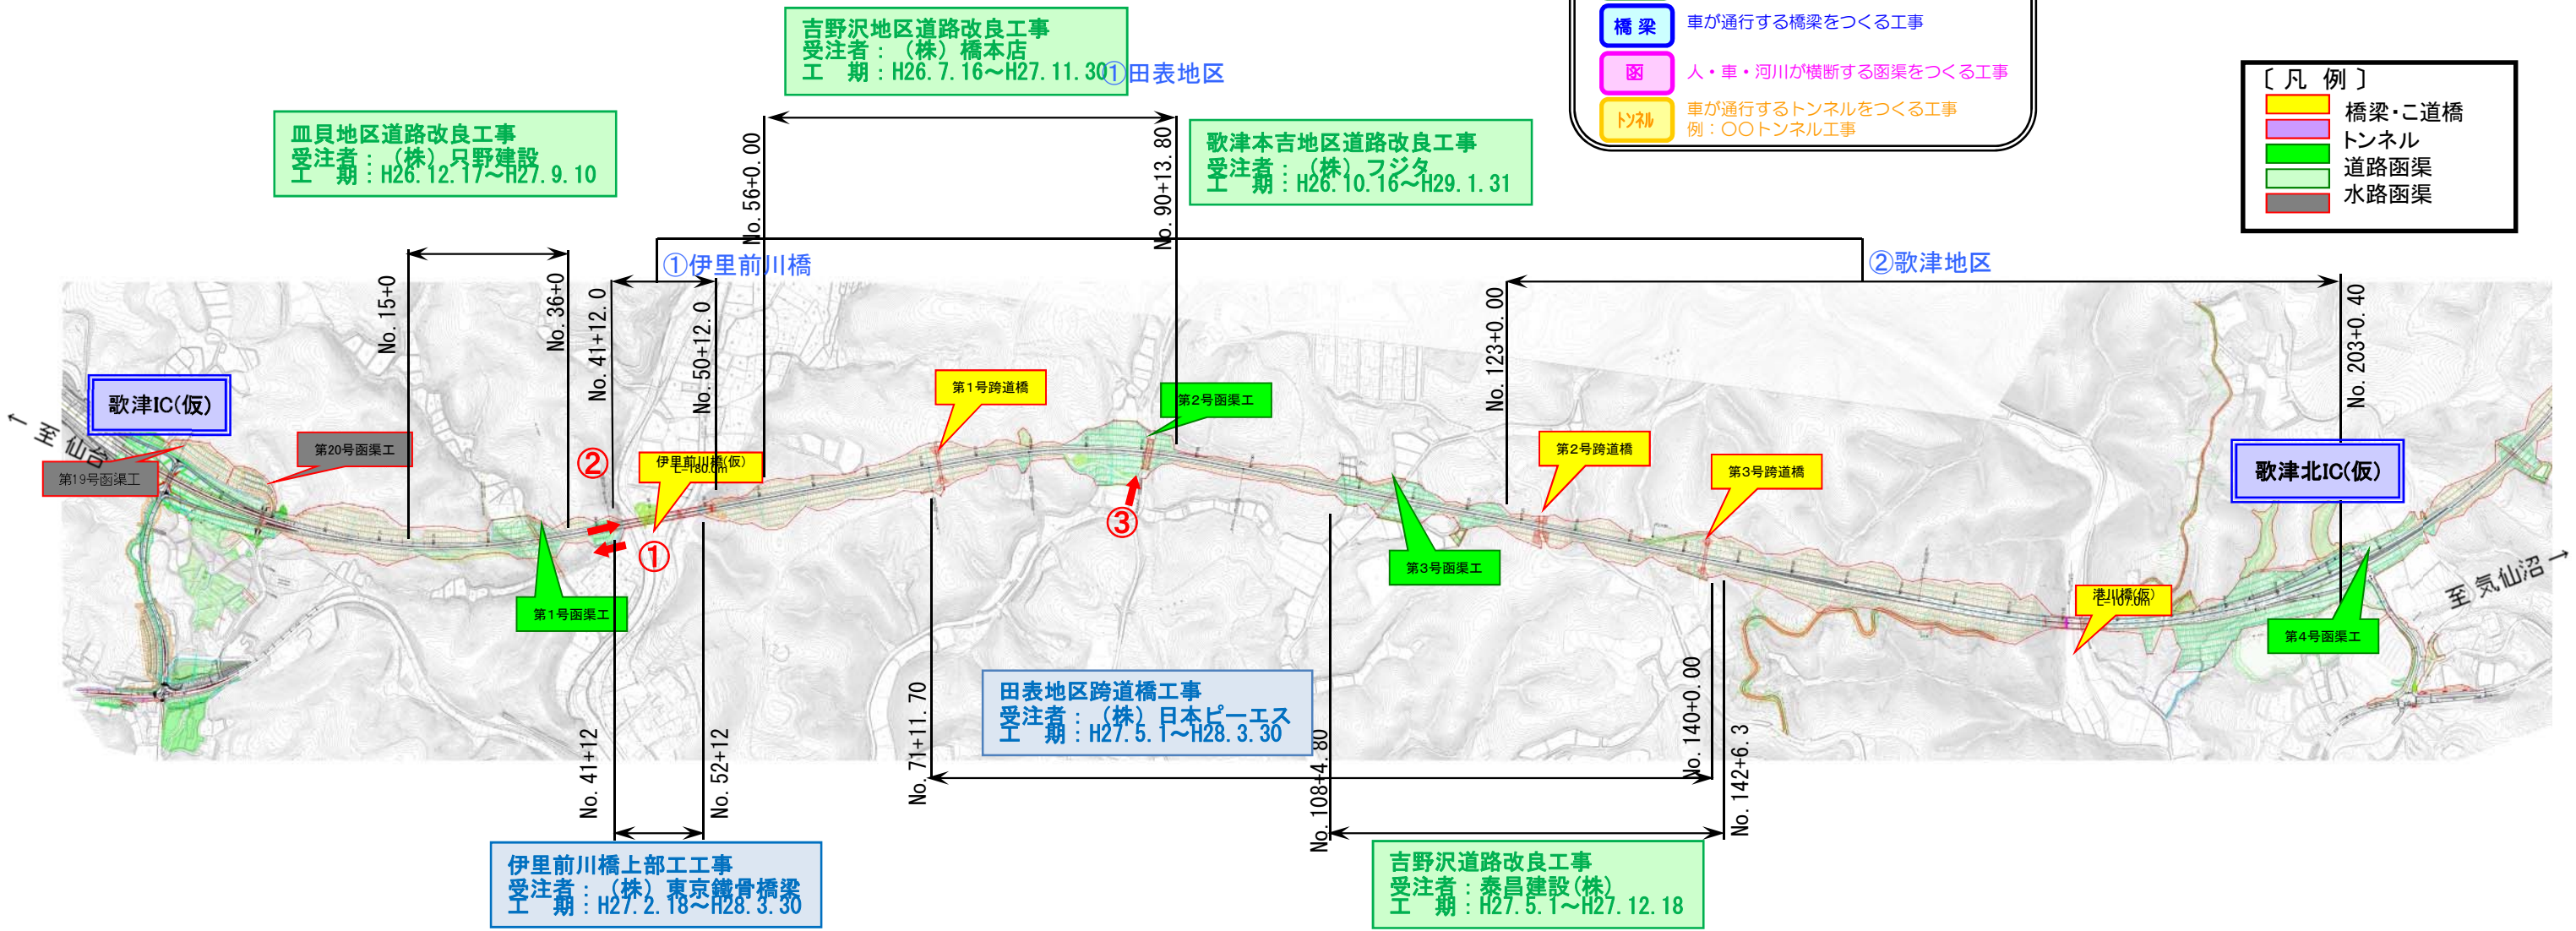 橋 梁
車が通行する橋梁をつくる工事
函
人・車・河川が横断する函渠をつくる工事
トンネル
車が通行するトンネルをつくる工事
例：〇〇トンネル工事
〔 凡 例 〕
橋梁・こ道橋
トンネル
道路函渠
水路函渠
吉野沢地区道路改良工事
受注者：（株）橋本店
工　期：H26.7.16～H27.11.30
①田表地区
皿貝地区道路改良工事
受注者：（株）只野建設
工　期：H26.12.17～H27.9.10
歌津本吉地区道路改良工事
受注者：（株）フジタ
工　期：H26.10.16～H29.1.31
No.56+0.00
No.90+13.80
①伊里前川橋
②歌津地区
No.15+0
No.36+0
No.41+12.0
No.50+12.0
No.123+0.00
No.203+0.40
歌津IC(仮)
← 至 仙台
第19号函渠工
第20号函渠工
第1号函渠工
②
①
伊里前川橋(仮)
L=180.0m
第1号跨道橋
第2号函渠工
③
第3号函渠工
第2号跨道橋
第3号跨道橋
港川橋(仮)
L=107.0m
歌津北IC(仮)
第4号函渠工
至 気仙沼 →
田表地区跨道橋工事
受注者：（株）日本ピーエス
工　期：H27.5.1～H28.3.30
No.41+12
No.52+12
No.71+11.70
No.108+4.80
No.140+0.00
No.142+6.3
伊里前川橋上部工工事
受注者：（株）東京鐵骨橋梁
工　期：H27.2.18～H28.3.30
吉野沢道路改良工事
受注者：泰昌建設(株)
工　期：H27.5.1～H27.12.18